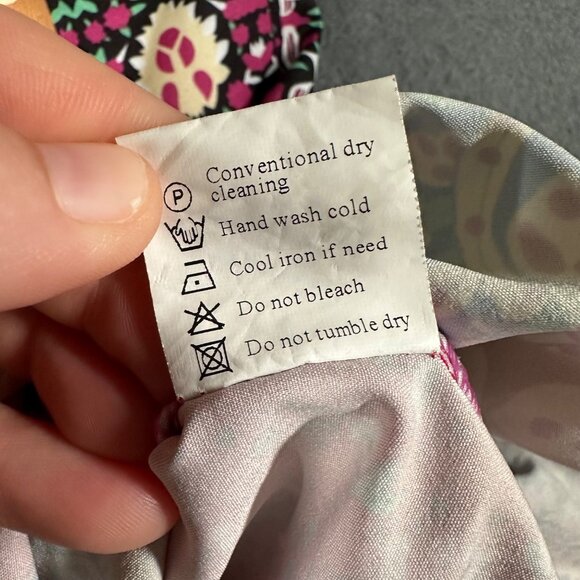 Conventional dry
cleaning
P
Hand wash cold
Cool iron if need
Do not bleach
Do not tumble dry